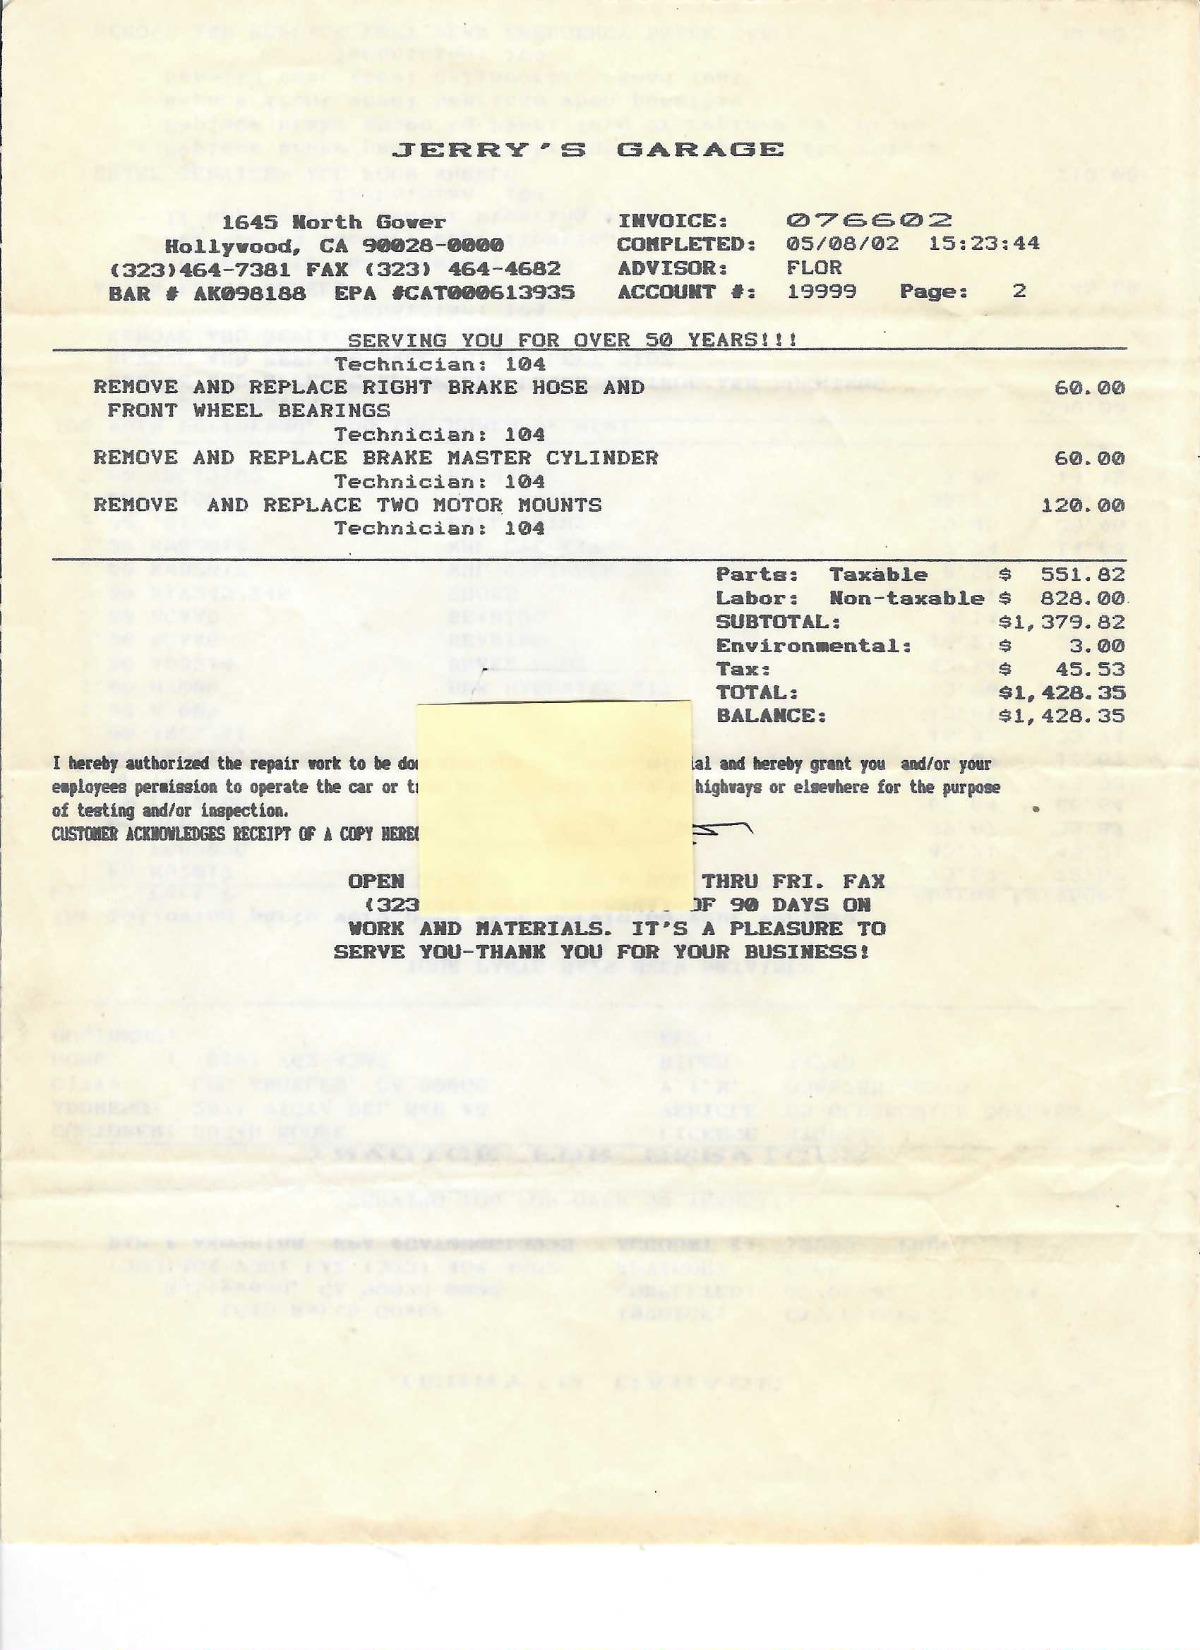 JERRY'S GARAGE
1645 North Gower
Hollywood, CA 90028-0000
(323)464-7381 FAX (323) 464-4682
BAR # AK098188 EPA #CAT000613935
INVOICE: 076602
COMPLETED: 05/08/02 15:23:44
ADVISOR: FLOR
ACCOUNT #: 19999 Page: 2
SERVING YOU FOR OVER 50 YEARS!!!
Technician: 104
REMOVE AND REPLACE RIGHT BRAKE HOSE AND 60.00
FRONT WHEEL BEARINGS
Technician: 104
REMOVE AND REPLACE BRAKE MASTER CYLINDER 60.00
Technician: 104
REMOVE AND REPLACE TWO MOTOR MOUNTS 120.00
Technician: 104
Parts: Taxable $ 551.82
Labor: Non-taxable $ 828.00
SUBTOTAL: $1,379.82
Environmental: $ 3.00
Tax: $ 45.53
TOTAL: $1,428.35
BALANCE: $1,428.35
I hereby authorized the repair work to be and hereby grant you and/or your
employees permission to operate the car or highways or elsewhere for the purpose
of testing and/or inspection.
CUSTOMER ACKNOWLEDGES RECEIPT OF A COPY
OPEN THRU FRI. FAX
(323 OF 90 DAYS ON
WORK AND MATERIALS. IT'S A PLEASURE TO
SERVE YOU-THANK YOU FOR YOUR BUSINESS!